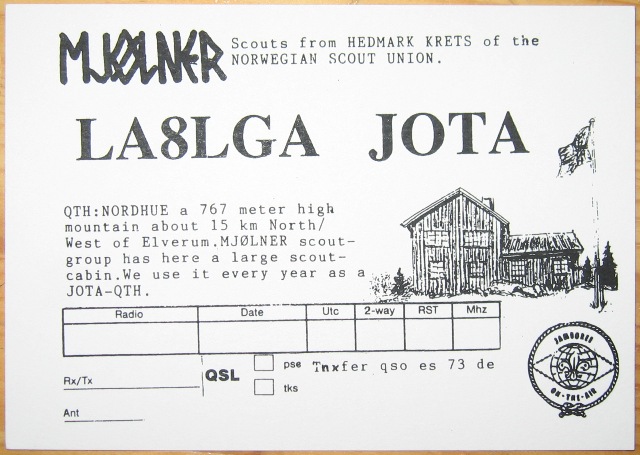 MJØLNER
Scouts from HEDMARK KRETS of the
NORWEGIAN SCOUT UNION.
LA8LGA JOTA
QTH:NORDHUE a 767 meter high
mountain about 15 km North/
West of Elverum.MJØLNER scout-
group has here a large scout-
cabin.We use it every year as a
JOTA-QTH.
Radio Date Utc 2-way RST Mhz
QSL pse Tnxfer qso es 73 de
Rx/Tx
tks
Ant
JAMBOREE
ON-THE-AIR